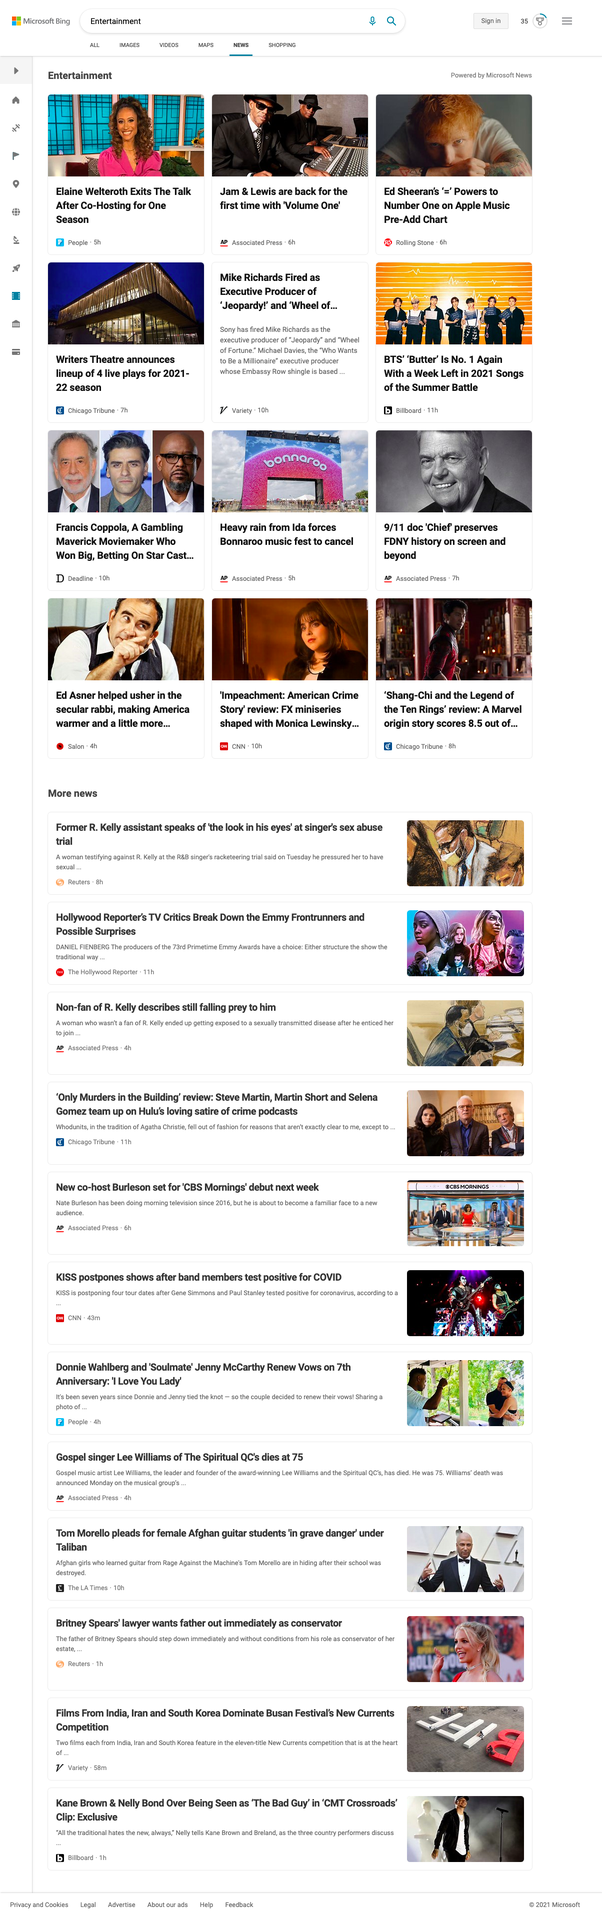 Microsoft Bing
Entertainment
Sign in
35
ALL IMAGES VIDEOS MAPS NEWS SHOPPING
Entertainment
Powered by Microsoft News
Elaine Welteroth Exits The Talk
After Co-Hosting for One
Season
People · 5h
Jam & Lewis are back for the
first time with 'Volume One'
AP Associated Press · 6h
Ed Sheeran's '=' Powers to
Number One on Apple Music
Pre-Add Chart
Rolling Stone · 6h
Writers Theatre announces
lineup of 4 live plays for 2021-
22 season
Chicago Tribune · 7h
Mike Richards Fired as
Executive Producer of
'Jeopardy!' and 'Wheel of...
Sony has fired Mike Richards as the
executive producer of "Jeopardy" and "Wheel
of Fortune." Michael Davies, the "Who Wants
to Be a Millionaire" executive producer
whose Embassy Row shingle is based ...
Variety · 10h
BTS' 'Butter' Is No. 1 Again
With a Week Left in 2021 Songs
of the Summer Battle
Billboard · 11h
Francis Coppola, A Gambling
Maverick Moviemaker Who
Won Big, Betting On Star Cast...
Deadline · 10h
bonnaroo
Heavy rain from Ida forces
Bonnaroo music fest to cancel
AP Associated Press · 5h
9/11 doc 'Chief' preserves
FDNY history on screen and
beyond
AP Associated Press · 7h
Ed Asner helped usher in the
secular rabbi, making America
warmer and a little more...
Salon · 4h
'Impeachment: American Crime
Story' review: FX miniseries
shaped with Monica Lewinsky...
CNN · 10h
'Shang-Chi and the Legend of
the Ten Rings' review: A Marvel
origin story scores 8.5 out of...
Chicago Tribune · 8h
More news
Former R. Kelly assistant speaks of 'the look in his eyes' at singer's sex abuse
trial
A woman testifying against R. Kelly at the R&B singer's racketeering trial said on Tuesday he pressured her to have
sexual ...
Reuters · 8h
Hollywood Reporter's TV Critics Break Down the Emmy Frontrunners and
Possible Surprises
DANIEL FIENBERG The producers of the 73rd Primetime Emmy Awards have a choice: Either structure the show the
traditional way ...
The Hollywood Reporter · 11h
Non-fan of R. Kelly describes still falling prey to him
A woman who wasn't a fan of R. Kelly ended up getting exposed to a sexually transmitted disease after he enticed her
to join ...
AP Associated Press · 4h
'Only Murders in the Building' review: Steve Martin, Martin Short and Selena
Gomez team up on Hulu's loving satire of crime podcasts
Whodunits, in the tradition of Agatha Christie, fell out of fashion for reasons that aren't exactly clear to me, except to ...
Chicago Tribune · 11h
New co-host Burleson set for 'CBS Mornings' debut next week
Nate Burleson has been doing morning television since 2016, but he is about to become a familiar face to a new
audience.
AP Associated Press · 6h
CBS MORNINGS
KISS postpones shows after band members test positive for COVID
KISS is postponing four tour dates after Gene Simmons and Paul Stanley tested positive for coronavirus, according to a
...
CNN · 43m
Donnie Wahlberg and 'Soulmate' Jenny McCarthy Renew Vows on 7th
Anniversary: 'I Love You Lady'
It's been seven years since Donnie and Jenny tied the knot — so the couple decided to renew their vows! Sharing a
photo of ...
People · 4h
Gospel singer Lee Williams of The Spiritual QC's dies at 75
Gospel music artist Lee Williams, the leader and founder of the award-winning Lee Williams and the Spiritual QC's, has died. He was 75. Williams' death was
announced Monday on the musical group's ...
AP Associated Press · 4h
Tom Morello pleads for female Afghan guitar students 'in grave danger' under
Taliban
Afghan girls who learned guitar from Rage Against the Machine's Tom Morello are in hiding after their school was
destroyed.
The LA Times · 10h
Britney Spears' lawyer wants father out immediately as conservator
The father of Britney Spears should step down immediately and without conditions from his role as conservator of her
estate, ...
Reuters · 1h
Films From India, Iran and South Korea Dominate Busan Festival's New Currents
Competition
Two films each from India, Iran and South Korea feature in the eleven-title New Currents competition that is at the heart
of ...
Variety · 58m
BIFF
Kane Brown & Nelly Bond Over Being Seen as 'The Bad Guy' in 'CMT Crossroads'
Clip: Exclusive
"All the traditional hates the new, always," Nelly tells Kane Brown and Breland, as the three country performers discuss
...
Billboard · 1h
Privacy and Cookies Legal Advertise About our ads Help Feedback
© 2021 Microsoft